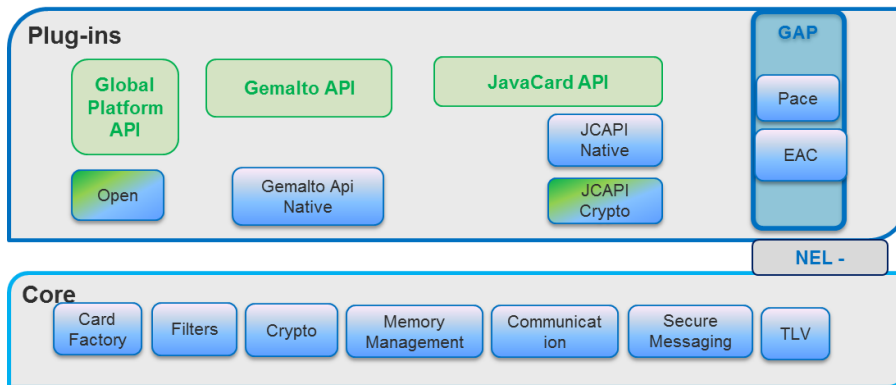 Plug-ins
GAP
Global
Platform
API
Gemalto API
JavaCard API
Pace
JCAPI
Native
EAC
Open
Gemalto Api
Native
JCAPI
Crypto
NEL -
Core
Card
Factory
Filters
Crypto
Memory
Management
Communicat
ion
Secure
Messaging
TLV